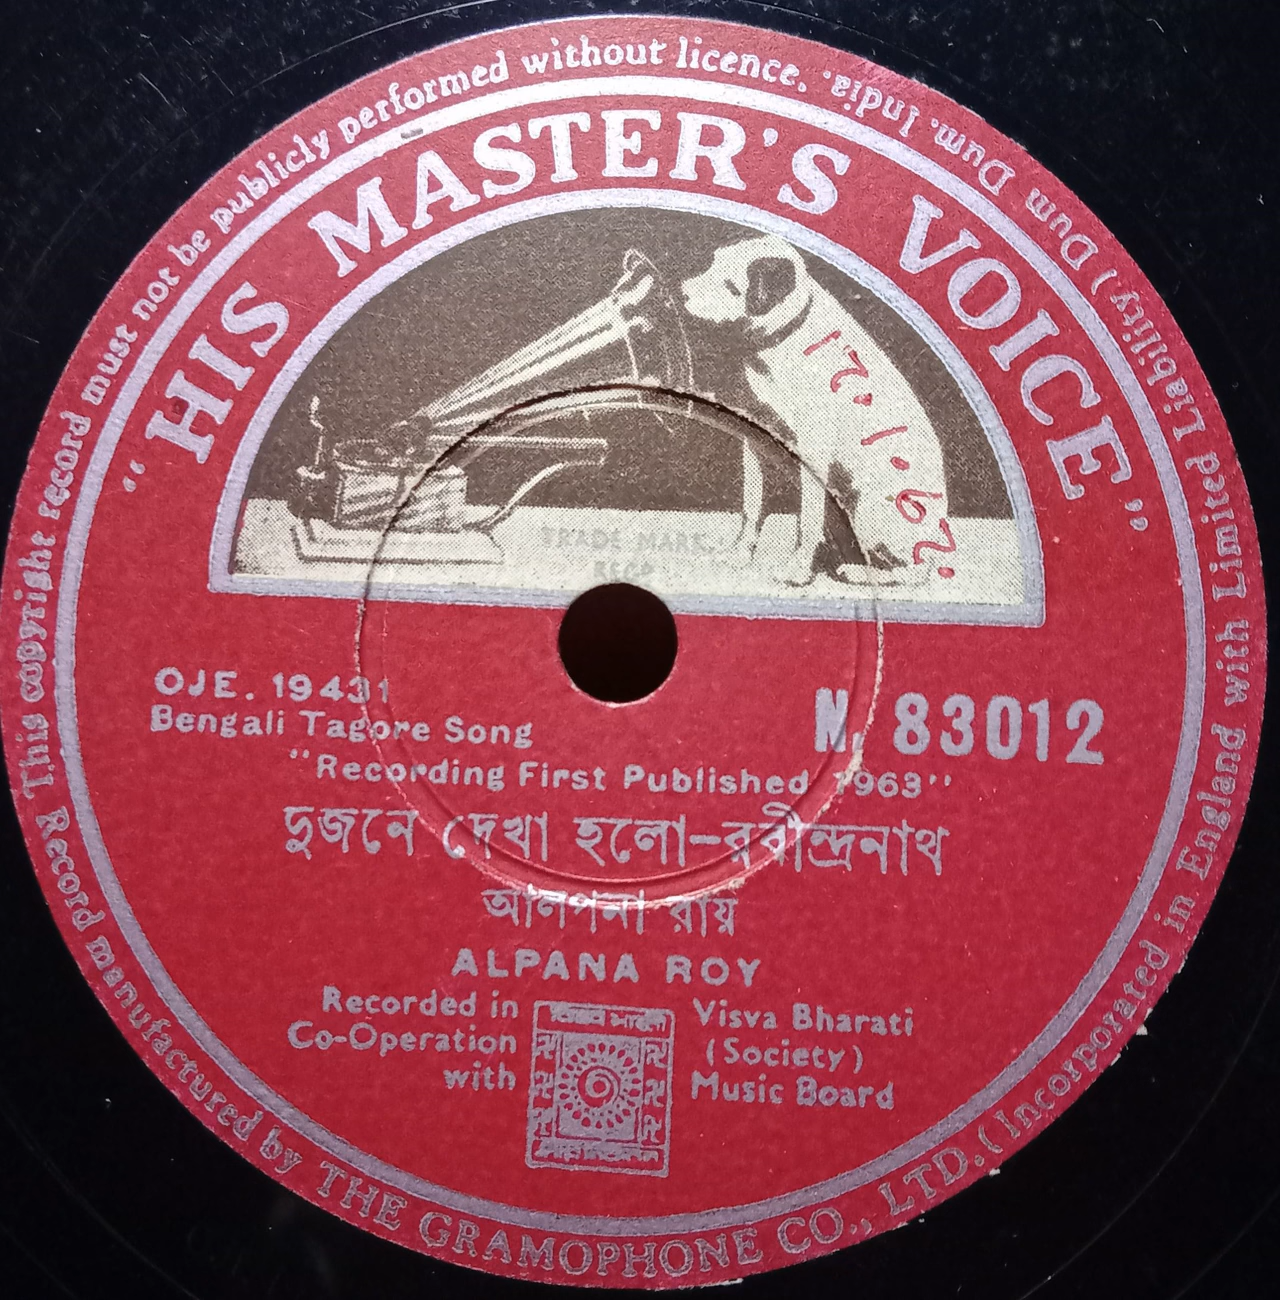 This copyright record must not be publicly performed without licence.
Record manufactured by THE GRAMOPHONE CO., LTD. (Incorporated in England with Limited Liability) Dum Dum, India.
"HIS MASTER'S VOICE"
TRADE MARK.
OJE. 19431
N. 83012
Bengali Tagore Song
"Recording First Published 1963"
দুজনে দেখা হলো–রবীন্দ্রনাথ
আলপনা রায়
ALPANA ROY
Recorded in
Co-Operation
with
Visva Bharati
(Society)
Music Board